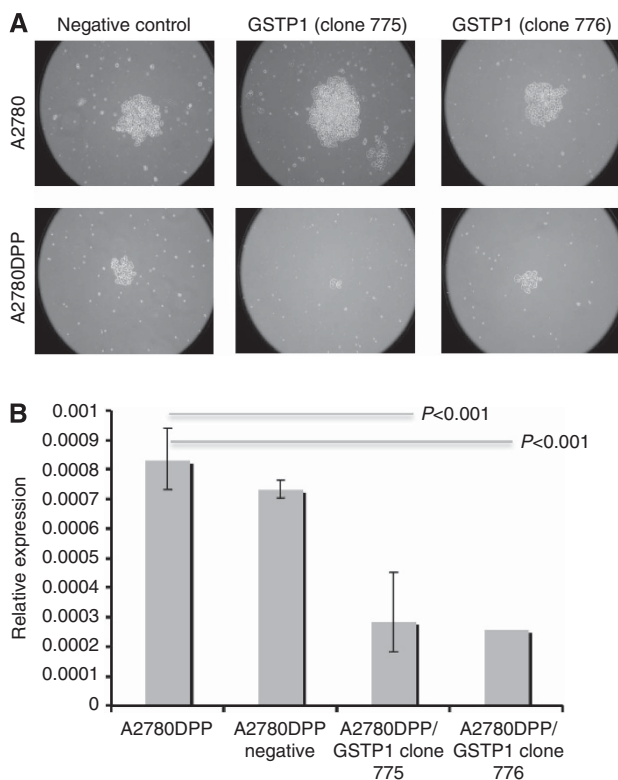 A
Negative control
GSTP1 (clone 775)
GSTP1 (clone 776)
A2780
A2780DPP
B
Relative expression
0.001
0.0009
0.0008
0.0007
0.0006
0.0005
0.0004
0.0003
0.0002
0.0001
0
P<0.001
P<0.001
A2780DPP
A2780DPP
negative
A2780DPP/
GSTP1 clone
775
A2780DPP/
GSTP1 clone
776